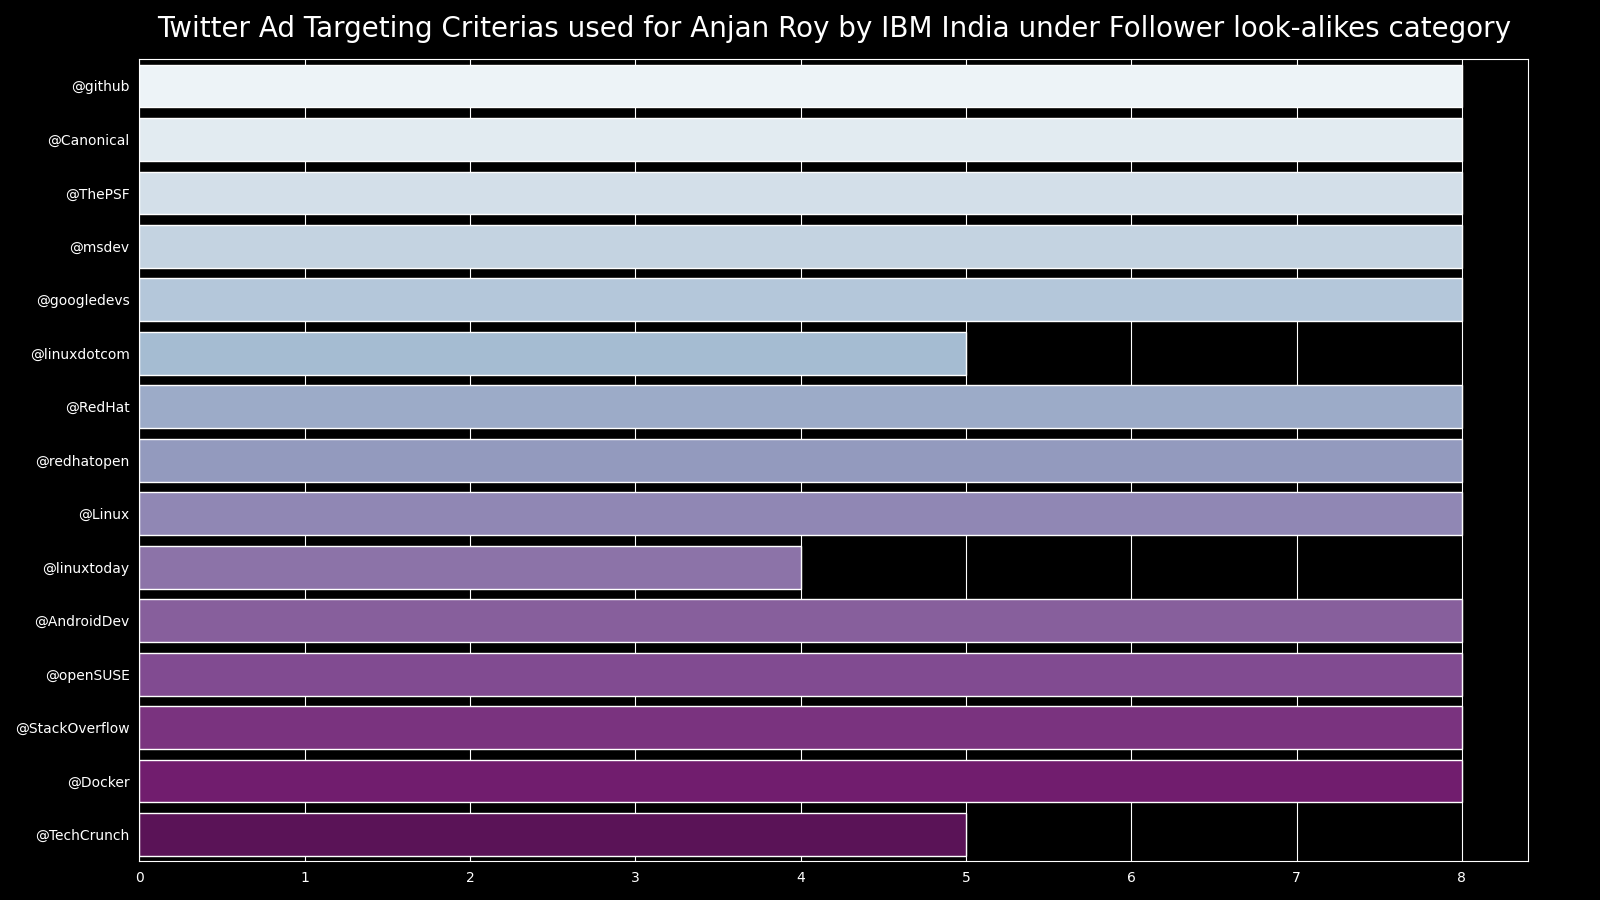 Twitter Ad Targeting Criterias used for Anjan Roy by IBM India under Follower look-alikes category
@github
@Canonical
@ThePSF
@msdev
@googledevs
@linuxdotcom
@RedHat
@redhatopen
@Linux
@linuxtoday
@AndroidDev
@openSUSE
@StackOverflow
@Docker
@TechCrunch
0 1 2 3 4 5 6 7 8